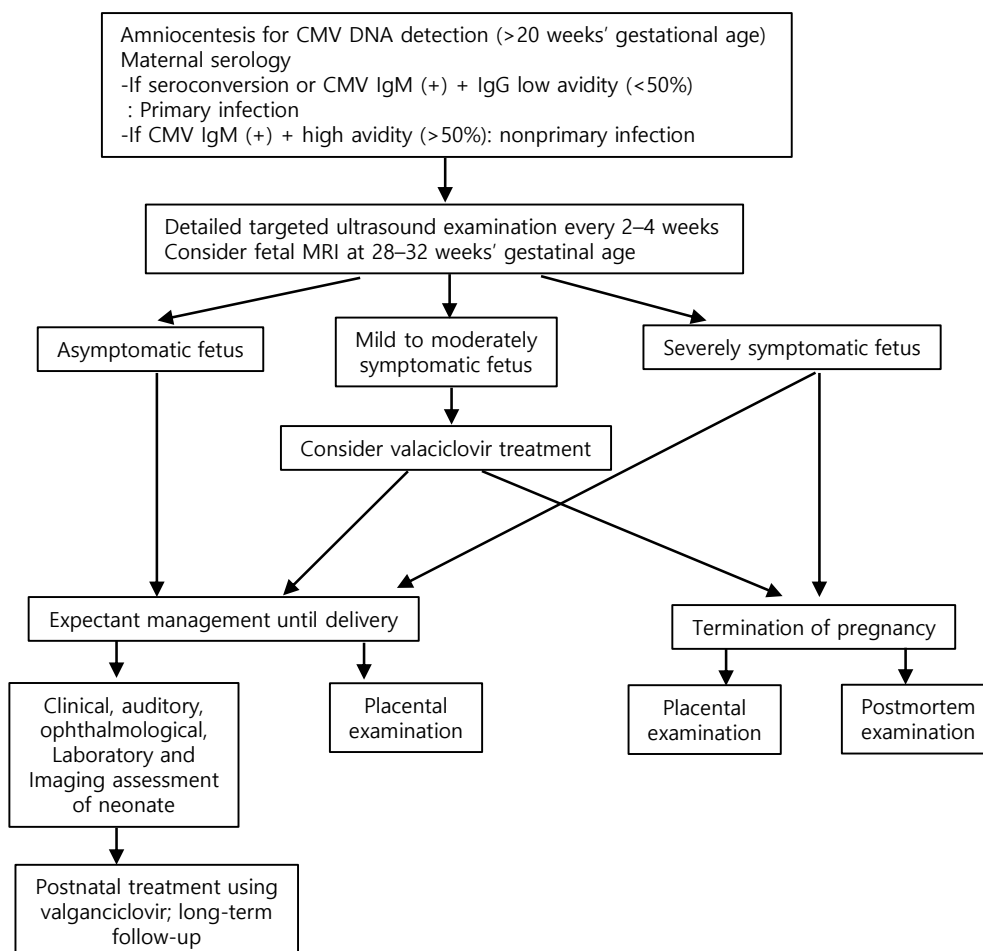 Amniocentesis for CMV DNA detection (>20 weeks' gestational age)
Maternal serology
-If seroconversion or CMV IgM (+) + IgG low avidity (<50%)
: Primary infection
-If CMV IgM (+) + high avidity (>50%): nonprimary infection
Detailed targeted ultrasound examination every 2–4 weeks
Consider fetal MRI at 28–32 weeks' gestatinal age
Asymptomatic fetus
Mild to moderately
symptomatic fetus
Severely symptomatic fetus
Consider valaciclovir treatment
Expectant management until delivery
Termination of pregnancy
Clinical, auditory,
ophthalmological,
Laboratory and
Imaging assessment
of neonate
Placental
examination
Placental
examination
Postmortem
examination
Postnatal treatment using
valganciclovir; long-term
follow-up